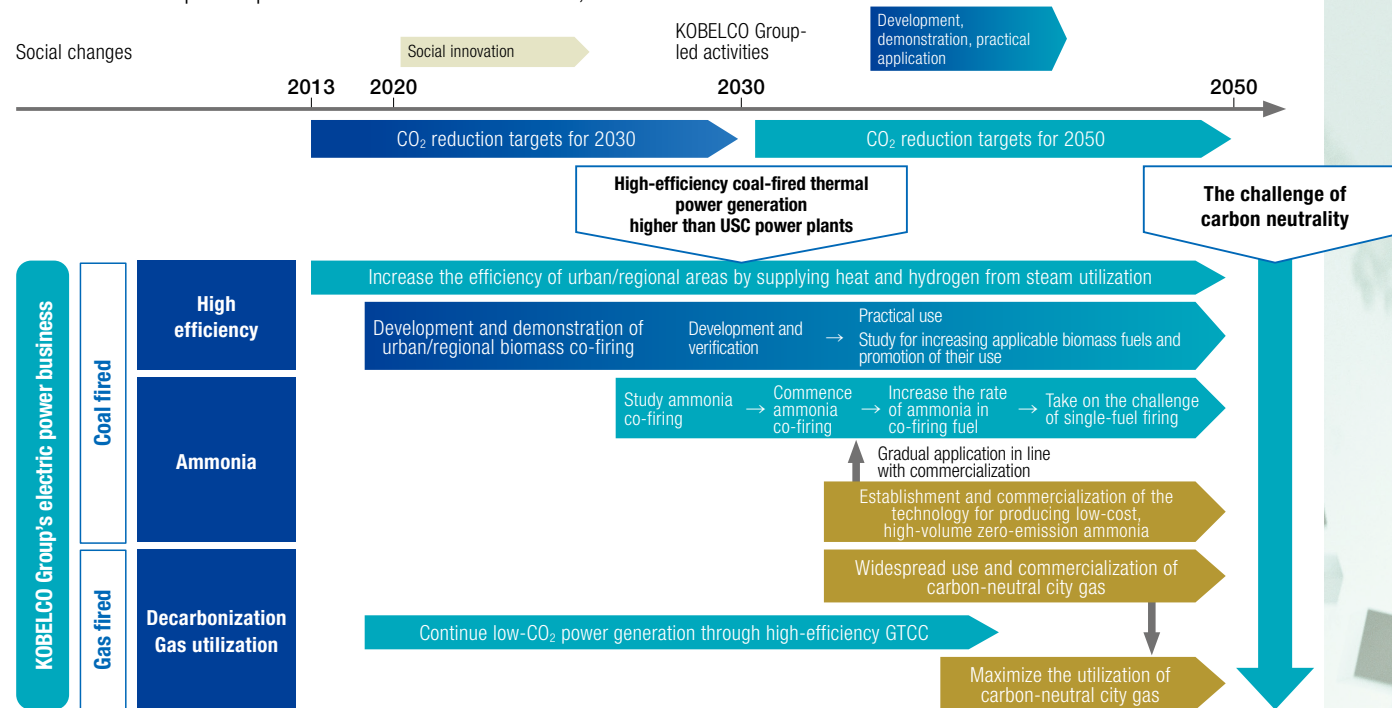 Social changes
Social innovation
KOBELCO Group-
led activities
Development,
demonstration, practical
application
2013
2020
2030
2050
CO₂ reduction targets for 2030
CO₂ reduction targets for 2050
High-efficiency coal-fired thermal
power generation
higher than USC power plants
The challenge of
carbon neutrality
KOBELCO Group's electric power business
Coal fired
High
efficiency
Increase the efficiency of urban/regional areas by supplying heat and hydrogen from steam utilization
Development and demonstration of
urban/regional biomass co-firing
Development and
verification
→
Practical use
Study for increasing applicable biomass fuels and
promotion of their use
Ammonia
Study ammonia
co-firing
→
Commence
ammonia
co-firing
→
Increase the rate
of ammonia in
co-firing fuel
→
Take on the challenge
of single-fuel firing
Gradual application in line
with commercialization
Establishment and commercialization of the
technology for producing low-cost,
high-volume zero-emission ammonia
Gas fired
Decarbonization
Gas utilization
Widespread use and commercialization of
carbon-neutral city gas
Continue low-CO₂ power generation through high-efficiency GTCC
Maximize the utilization of
carbon-neutral city gas